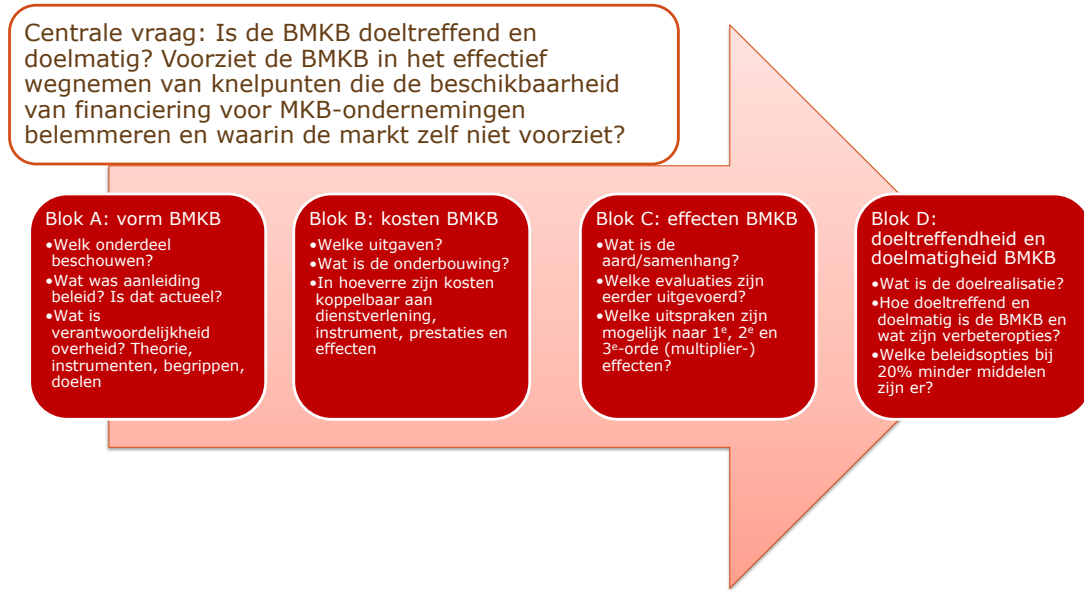 Centrale vraag: Is de BMKB doeltreffend en
doelmatig? Voorziet de BMKB in het effectief
wegnemen van knelpunten die de beschikbaarheid
van financiering voor MKB-ondernemingen
belemmeren en waarin de markt zelf niet voorziet?
Blok A: vorm BMKB
•Welk onderdeel
beschouwen?
•Wat was aanleiding
beleid? Is dat actueel?
•Wat is
verantwoordelijkheid
overheid? Theorie,
instrumenten, begrippen,
doelen
Blok B: kosten BMKB
•Welke uitgaven?
•Wat is de onderbouwing?
•In hoeverre zijn kosten
koppelbaar aan
dienstverlening,
instrument, prestaties en
effecten
Blok C: effecten BMKB
•Wat is de
aard/samenhang?
•Welke evaluaties zijn
eerder uitgevoerd?
•Welke uitspraken zijn
mogelijk naar 1ᵉ, 2ᵉ en
3ᵉ-orde (multiplier-)
effecten?
Blok D:
doeltreffendheid en
doelmatigheid BMKB
•Wat is de doelrealisatie?
•Hoe doeltreffend en
doelmatig is de BMKB en
wat zijn verbeteropties?
•Welke beleidsopties bij
20% minder middelen
zijn er?